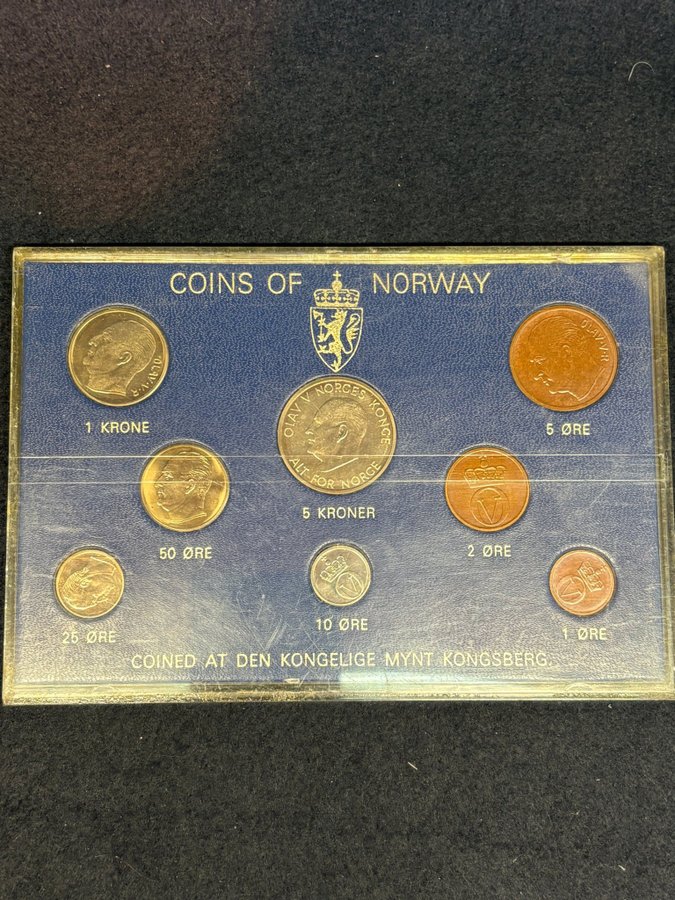 COINS OF NORWAY
OLAV·V·R
1 KRONE
OLAV V NORGES KONGE
ALT FOR NORGE
5 KRONER
OLAV·V·R
5 ØRE
50 ØRE
V
2 ØRE
25 ØRE
V
10 ØRE
V
1 ØRE
COINED AT DEN KONGELIGE MYNT KONGSBERG.